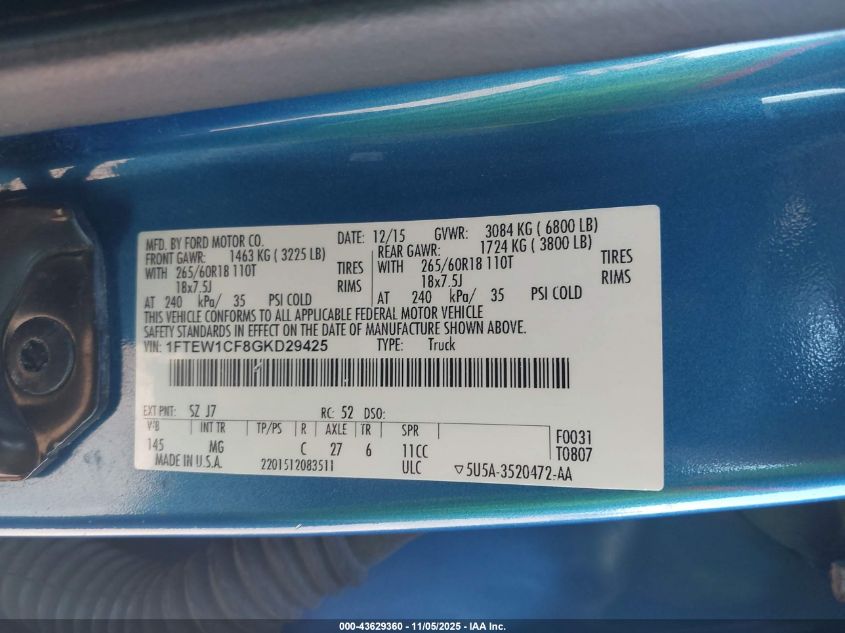 MFD. BY FORD MOTOR CO. DATE: 12/15 GVWR: 3084 KG ( 6800 LB)
FRONT GAWR: 1463 KG ( 3225 LB) REAR GAWR: 1724 KG ( 3800 LB)
WITH 265/60R18 110T TIRES WITH 265/60R18 110T TIRES
18x7.5J RIMS 18x7.5J RIMS
AT 240 kPa/ 35 PSI COLD AT 240 kPa/ 35 PSI COLD
THIS VEHICLE CONFORMS TO ALL APPLICABLE FEDERAL MOTOR VEHICLE
SAFETY STANDARDS IN EFFECT ON THE DATE OF MANUFACTURE SHOWN ABOVE.
VIN: 1FTEW1CF8GKD29425 TYPE: Truck
EXT PNT: SZ J7 RC: 52 DSO:
WB INT TR TP/PS R AXLE TR SPR F0031
145 MG C 27 6 11CC T0807
MADE IN U.S.A. 2201512083511 ULC ▽5U5A-3520472-AA
000-43629360 - 11/05/2025 - IAA Inc.